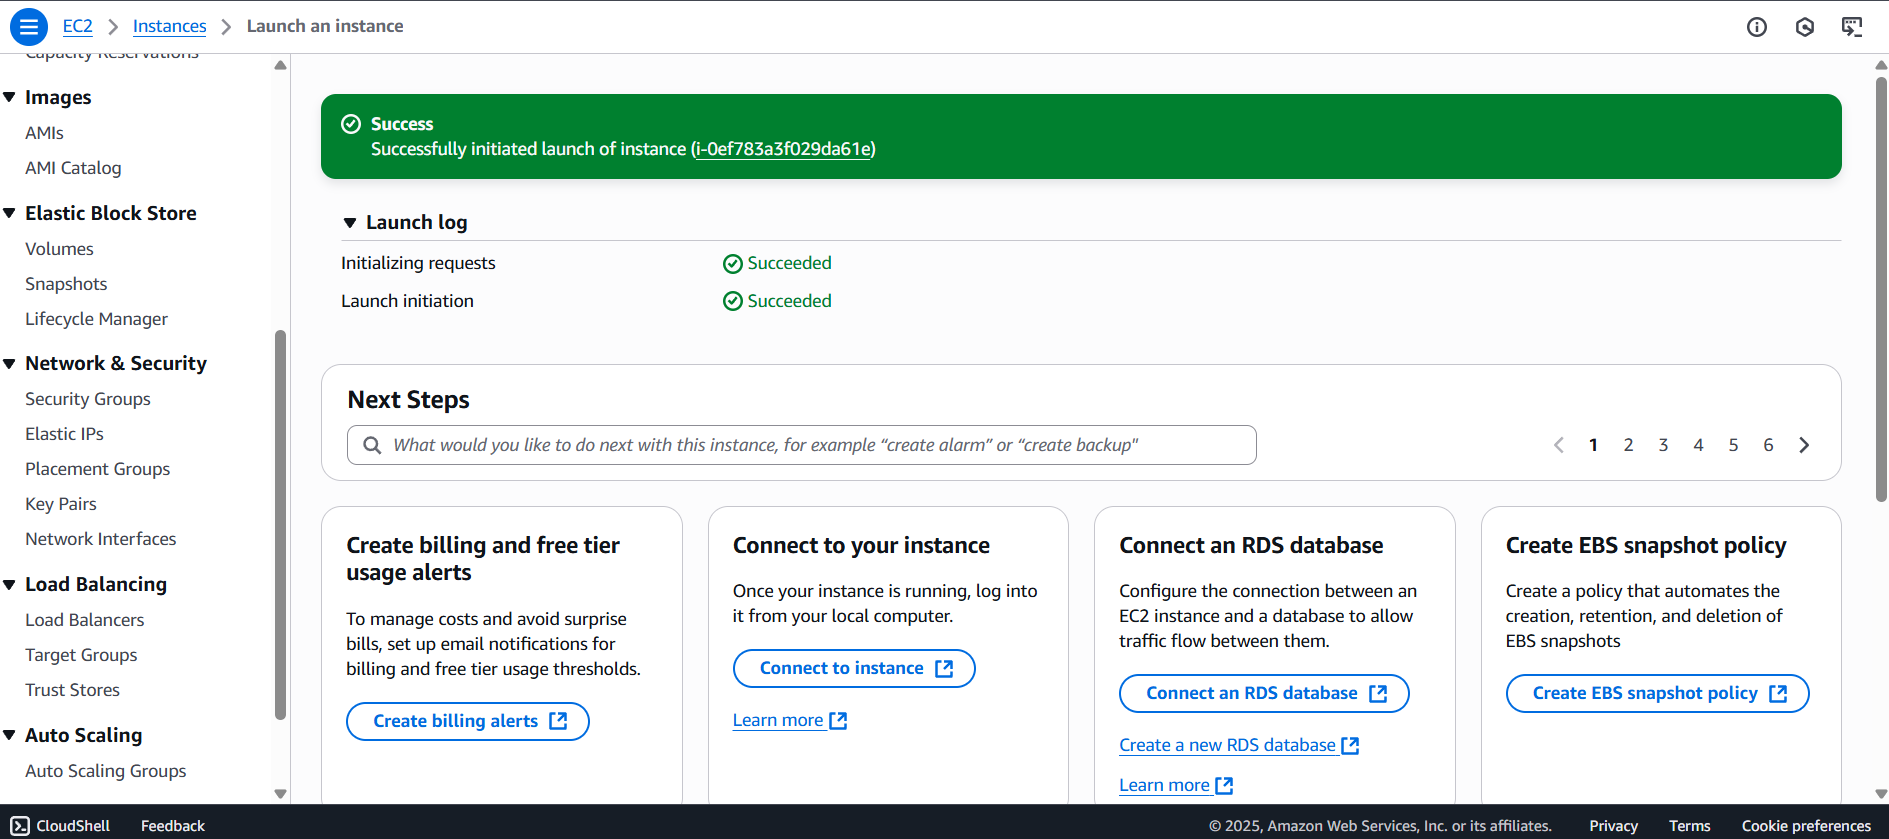 EC2
Instances
Launch an instance
Capacity Reservations
Images
AMIs
AMI Catalog
Elastic Block Store
Volumes
Snapshots
Lifecycle Manager
Network & Security
Security Groups
Elastic IPs
Placement Groups
Key Pairs
Network Interfaces
Load Balancing
Load Balancers
Target Groups
Trust Stores
Auto Scaling
Auto Scaling Groups
Success
Successfully initiated launch of instance (i-0ef783a3f029da61e)
Launch log
Initializing requests
Succeeded
Launch initiation
Succeeded
Next Steps
What would you like to do next with this instance, for example “create alarm” or “create backup"
1 2 3 4 5 6
Create billing and free tier
usage alerts
To manage costs and avoid surprise
bills, set up email notifications for
billing and free tier usage thresholds.
Create billing alerts
Connect to your instance
Once your instance is running, log into
it from your local computer.
Connect to instance
Learn more
Connect an RDS database
Configure the connection between an
EC2 instance and a database to allow
traffic flow between them.
Connect an RDS database
Create a new RDS database
Learn more
Create EBS snapshot policy
Create a policy that automates the
creation, retention, and deletion of
EBS snapshots
Create EBS snapshot policy
CloudShell
Feedback
© 2025, Amazon Web Services, Inc. or its affiliates.
Privacy
Terms
Cookie preferences